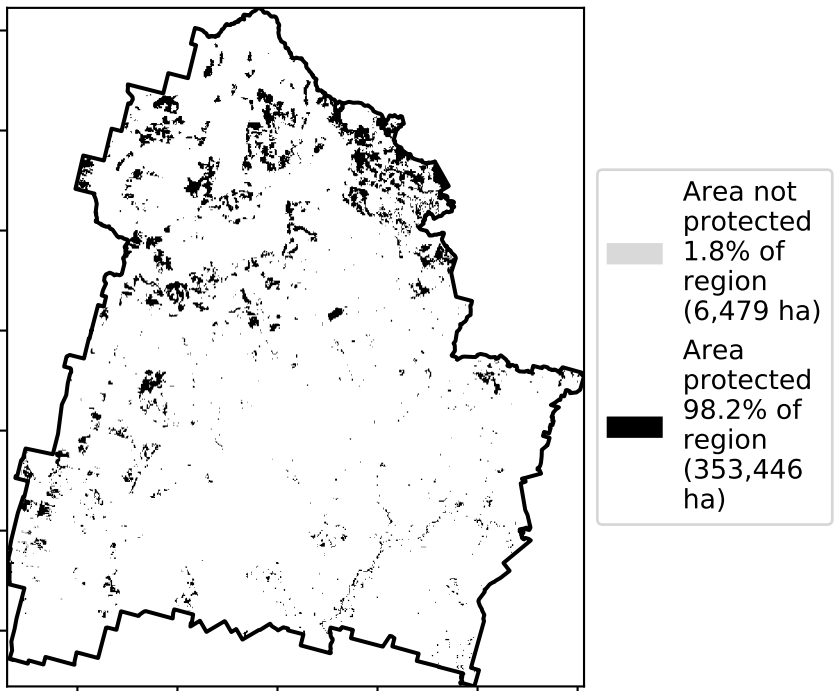 Area not
protected
1.8% of
region
(6,479 ha)
Area
protected
98.2% of
region
(353,446
ha)